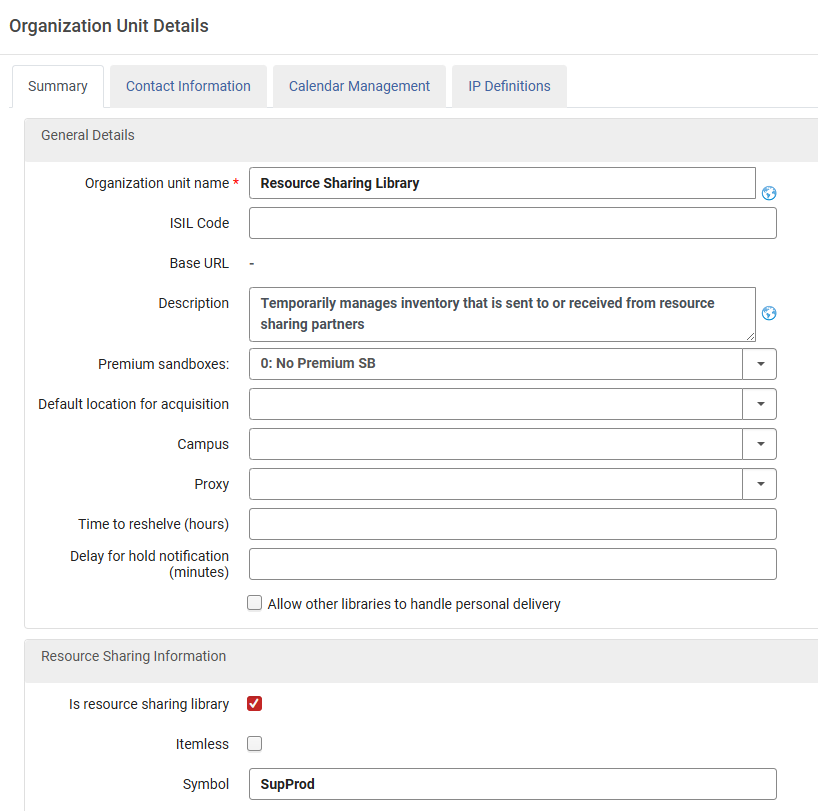 Organization Unit Details
Summary
Contact Information
Calendar Management
IP Definitions
General Details
Organization unit name *
Resource Sharing Library
ISIL Code
Base URL
-
Description
Temporarily manages inventory that is sent to or received from resource
sharing partners
Premium sandboxes:
0: No Premium SB
Default location for acquisition
Campus
Proxy
Time to reshelve (hours)
Delay for hold notification
(minutes)
Allow other libraries to handle personal delivery
Resource Sharing Information
Is resource sharing library
Itemless
Symbol
SupProd